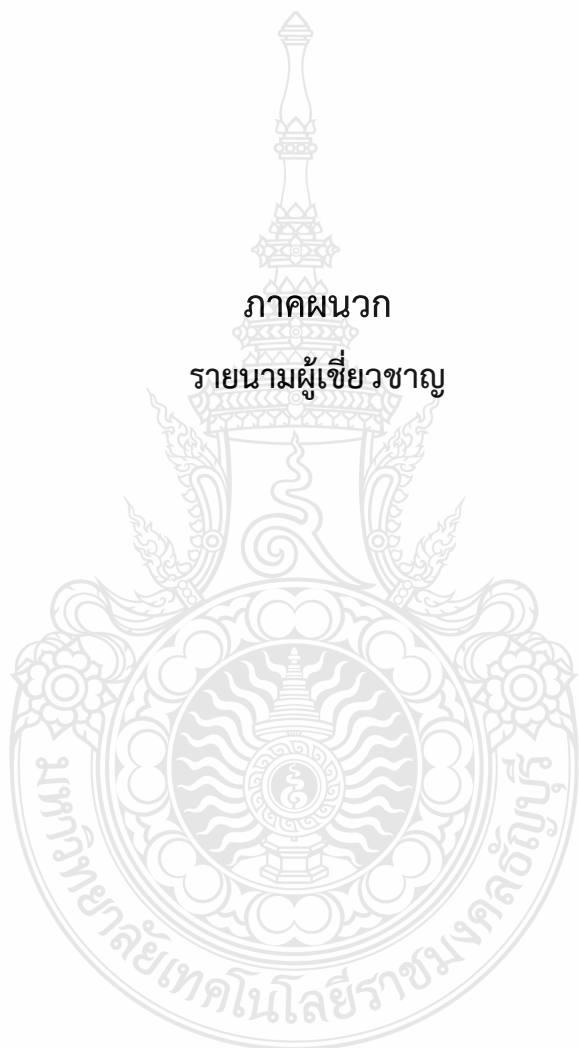 ภาคผนวก
รายนามผู้เชี่ยวชาญ
มหาวิทยาลัยเทคโนโลยีราชมงคลธัญบุรี